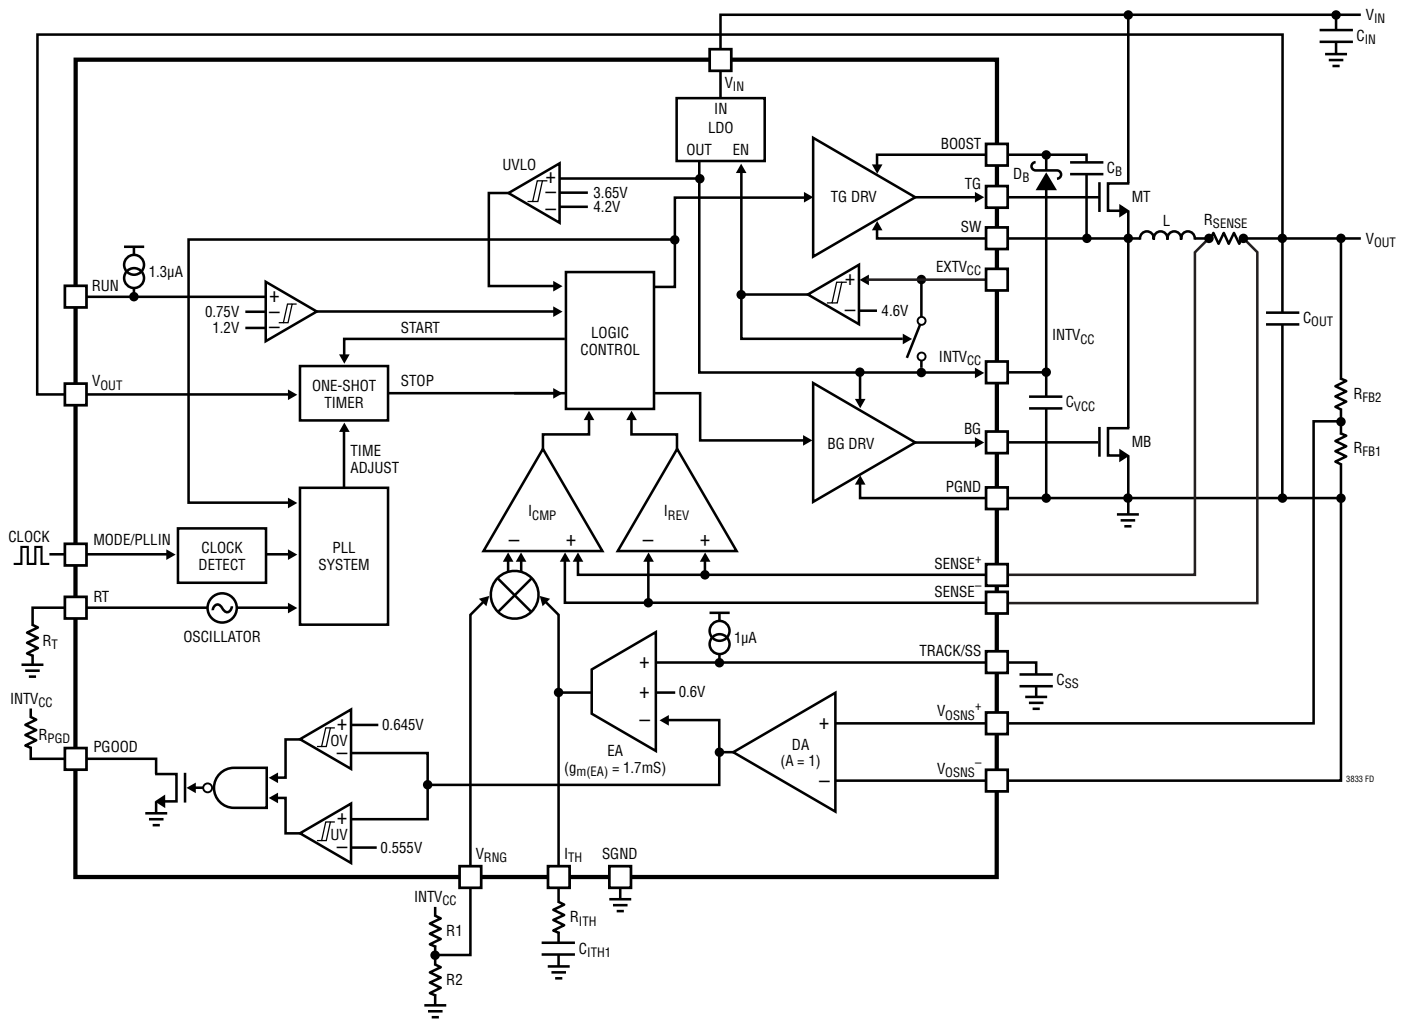 VIN
CIN
VIN
IN
LDO
OUT EN
BOOST
DB
CB
TG
TG DRV
MT
SW
L
RSENSE
VOUT
UVLO
+
–
–
3.65V
4.2V
1.3µA
RUN
0.75V
1.2V
+
–
–
EXTVCC
+
–
4.6V
START
LOGIC
CONTROL
INTVCC
COUT
INTVCC
VOUT
ONE-SHOT
TIMER
STOP
CVCC
RFB2
BG DRV
BG
MB
RFB1
TIME
ADJUST
PGND
ICMP
– +
IREV
– +
CLOCK
MODE/PLLIN
CLOCK
DETECT
PLL
SYSTEM
SENSE+
SENSE–
RT
OSCILLATOR
RT
1µA
TRACK/SS
CSS
+
+
–
0.6V
EA
(gm(EA) = 1.7mS)
INTVCC
RPGD
PGOOD
+
OV
–
0.645V
VOSNS+
+
DA
(A = 1)
–
VOSNS–
3833 FD
+
UV
–
0.555V
VRNG
ITH
SGND
INTVCC
R1
R2
RITH
CITH1